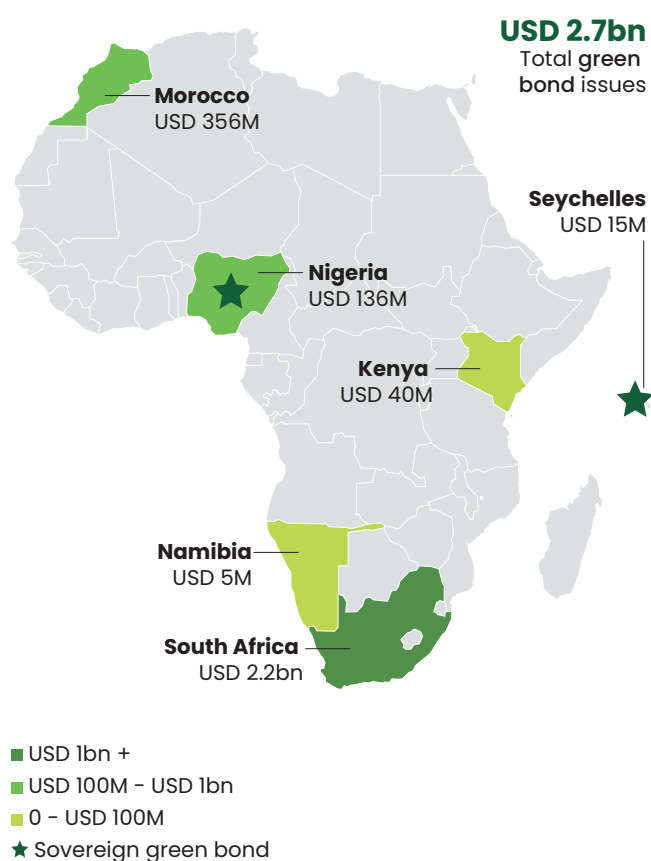 USD 2.7bn
Total green
bond issues
Morocco
USD 356M
Seychelles
USD 15M
Nigeria
USD 136M
Kenya
USD 40M
Namibia
USD 5M
South Africa
USD 2.2bn
USD 1bn +
USD 100M - USD 1bn
0 - USD 100M
Sovereign green bond